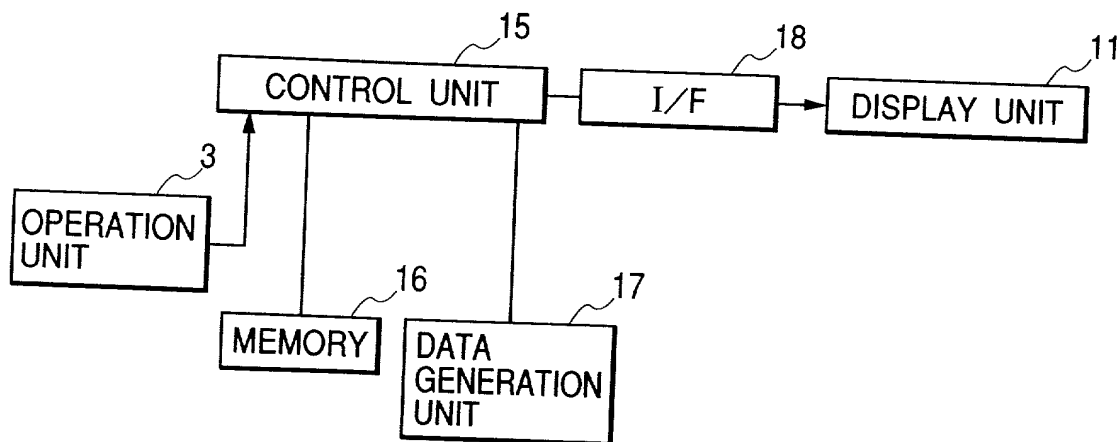 15
CONTROL UNIT
18
I/F
11
DISPLAY UNIT
3
OPERATION
UNIT
16
MEMORY
17
DATA
GENERATION
UNIT